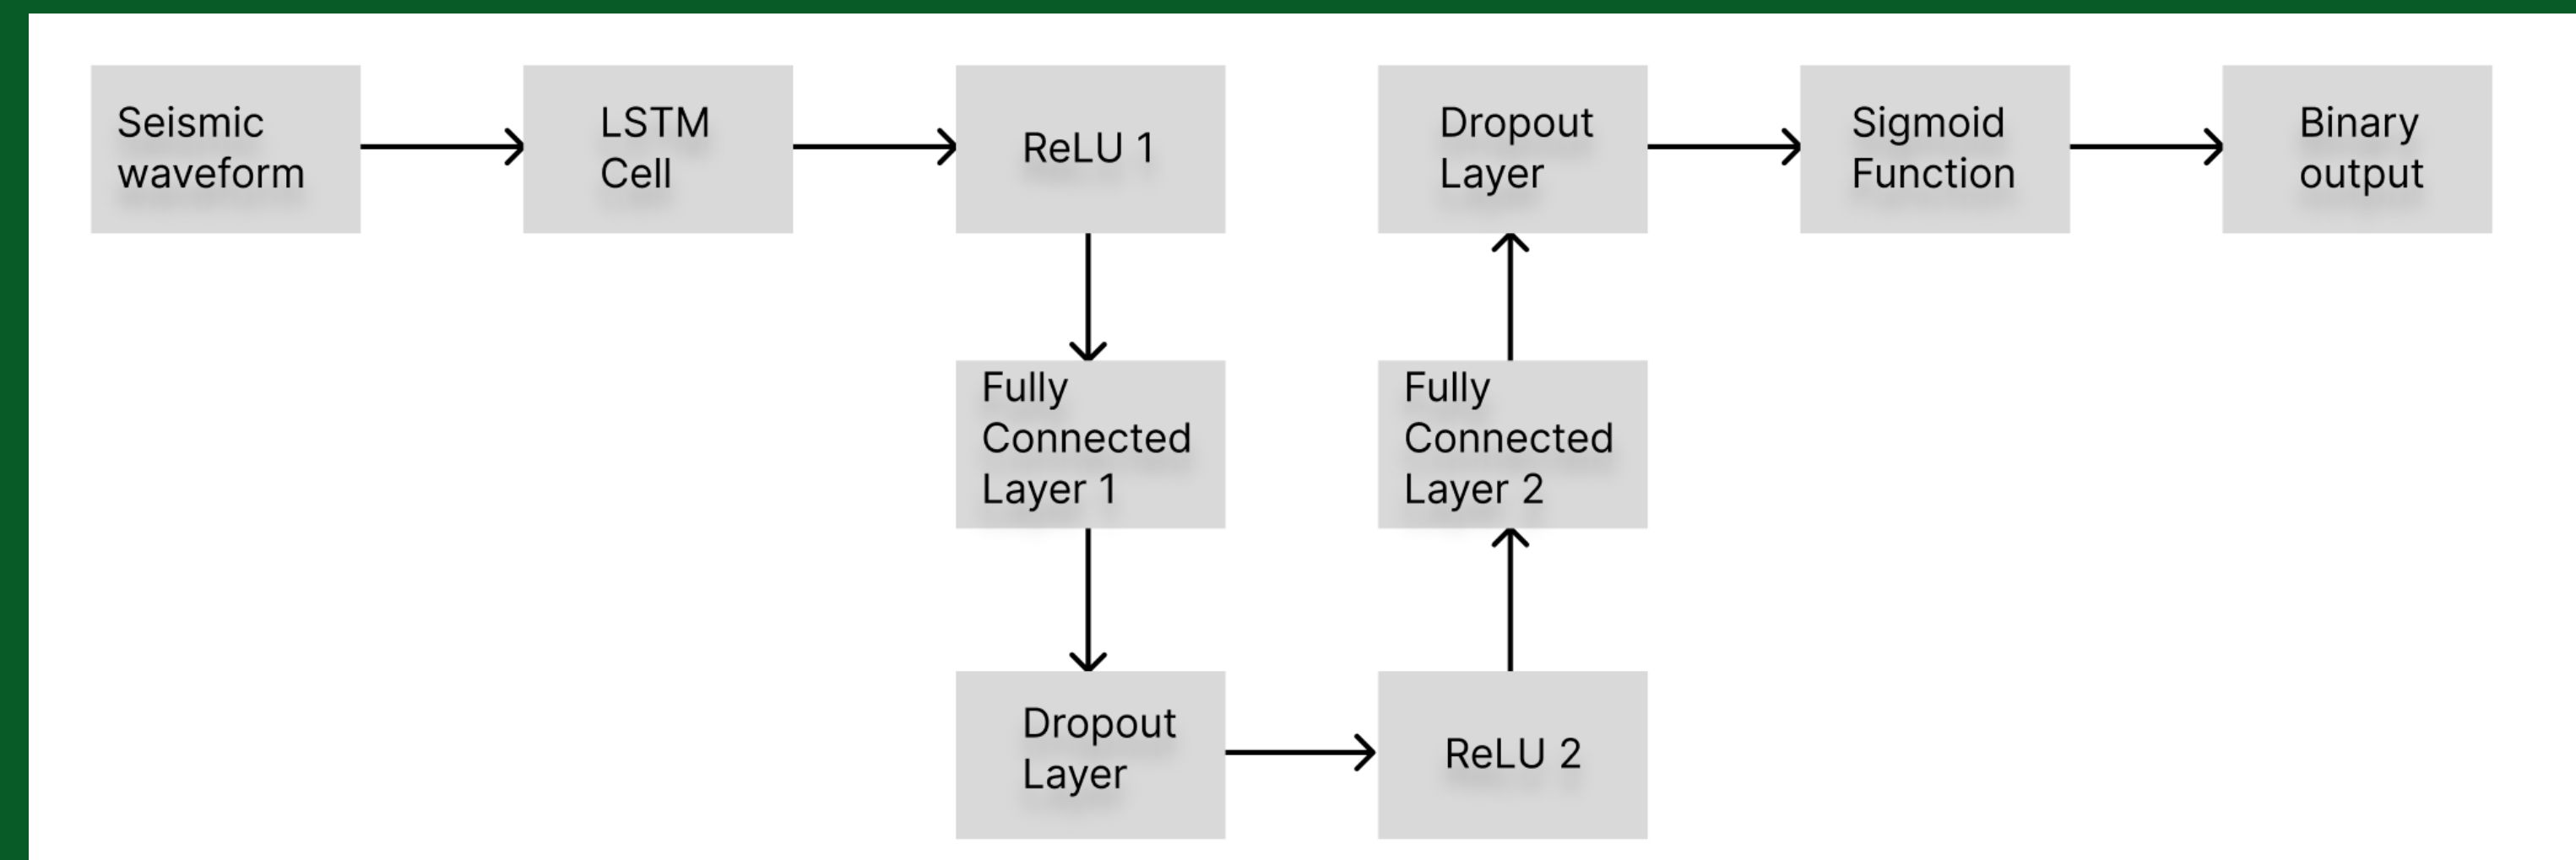 Seismic
waveform
LSTM
Cell
ReLU 1
Fully
Connected
Layer 1
Dropout
Layer
ReLU 2
Fully
Connected
Layer 2
Dropout
Layer
Sigmoid
Function
Binary
output